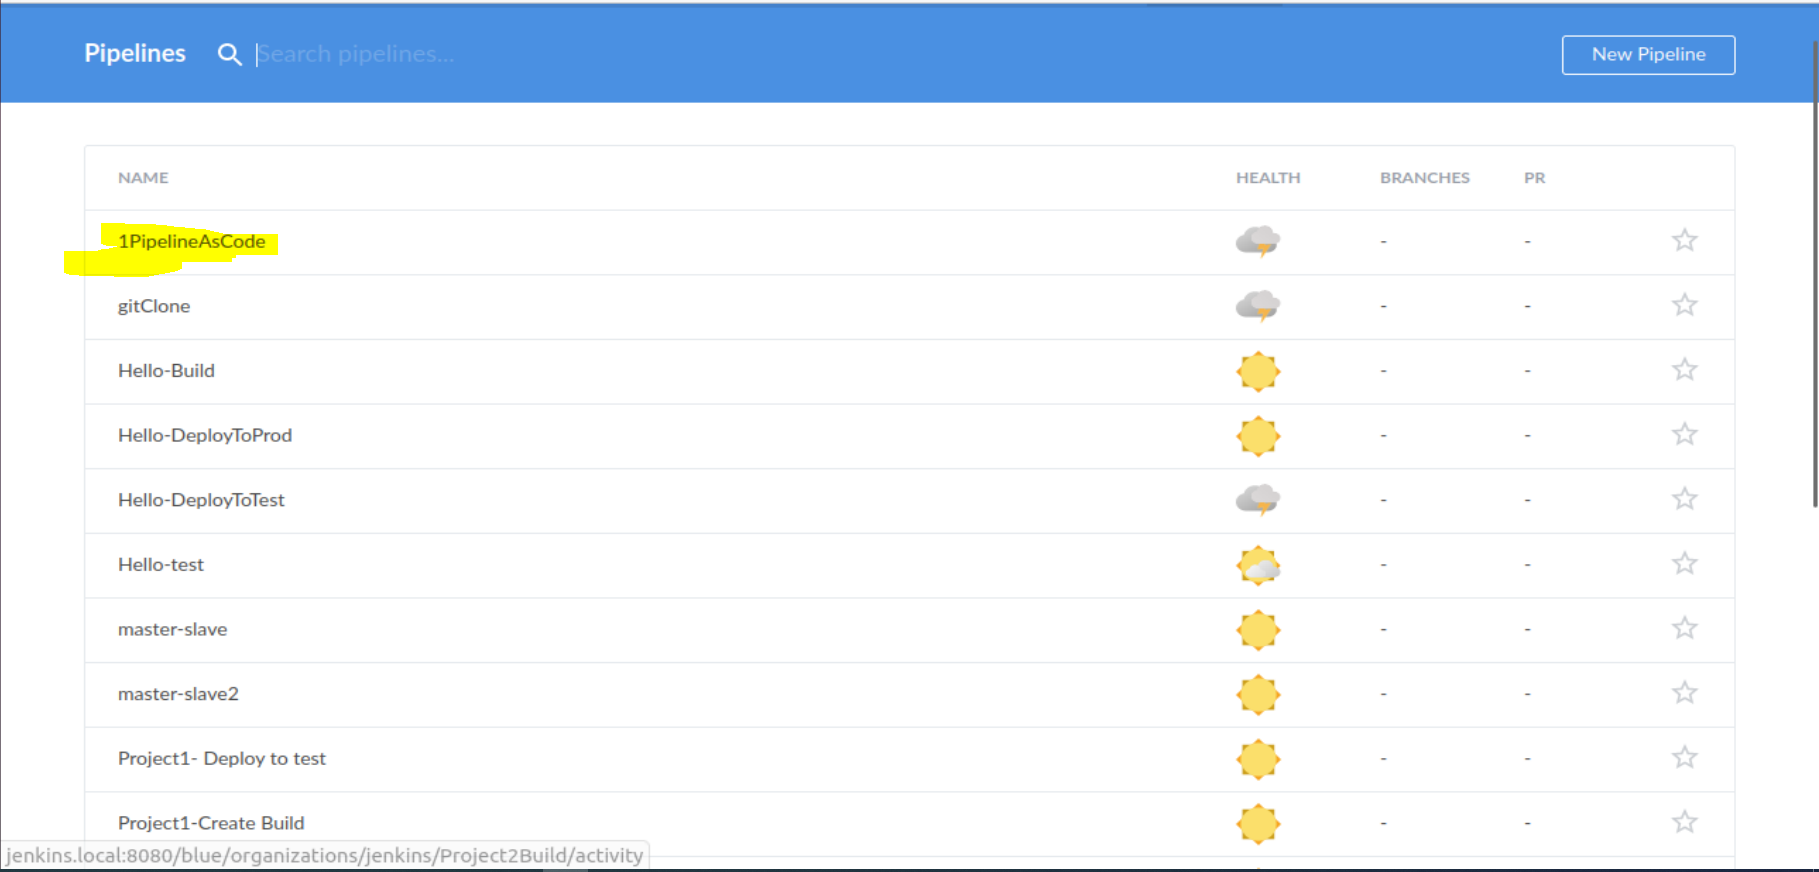 Pipelines Search pipelines... New Pipeline
NAME HEALTH BRANCHES PR
1PipelineAsCode - -
gitClone - -
Hello-Build - -
Hello-DeployToProd - -
Hello-DeployToTest - -
Hello-test - -
master-slave - -
master-slave2 - -
Project1- Deploy to test - -
Project1-Create Build - -
jenkins.local:8080/blue/organizations/jenkins/Project2Build/activity